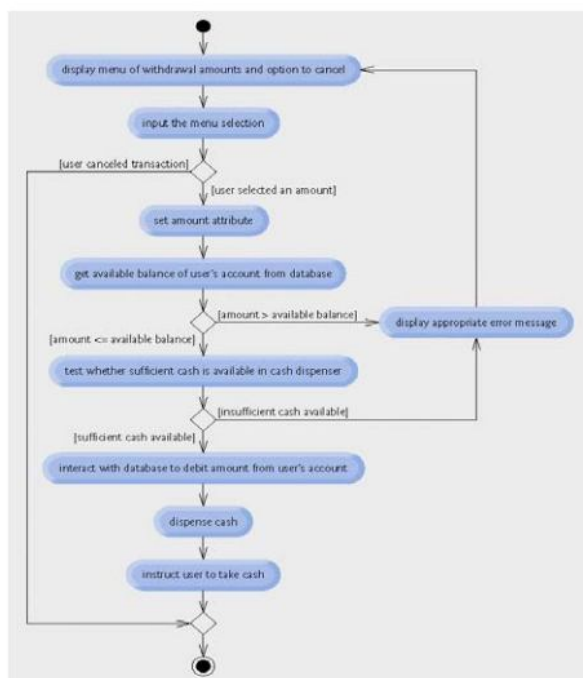 display menu of withdrawal amounts and option to cancel
input the menu selection
[user canceled transaction]
[user selected an amount]
set amount attribute
get available balance of user's account from database
[amount > available balance]
display appropriate error message
[amount <= available balance]
test whether sufficient cash is available in cash dispenser
[insufficient cash available]
[sufficient cash available]
interact with database to debit amount from user's account
dispense cash
instruct user to take cash